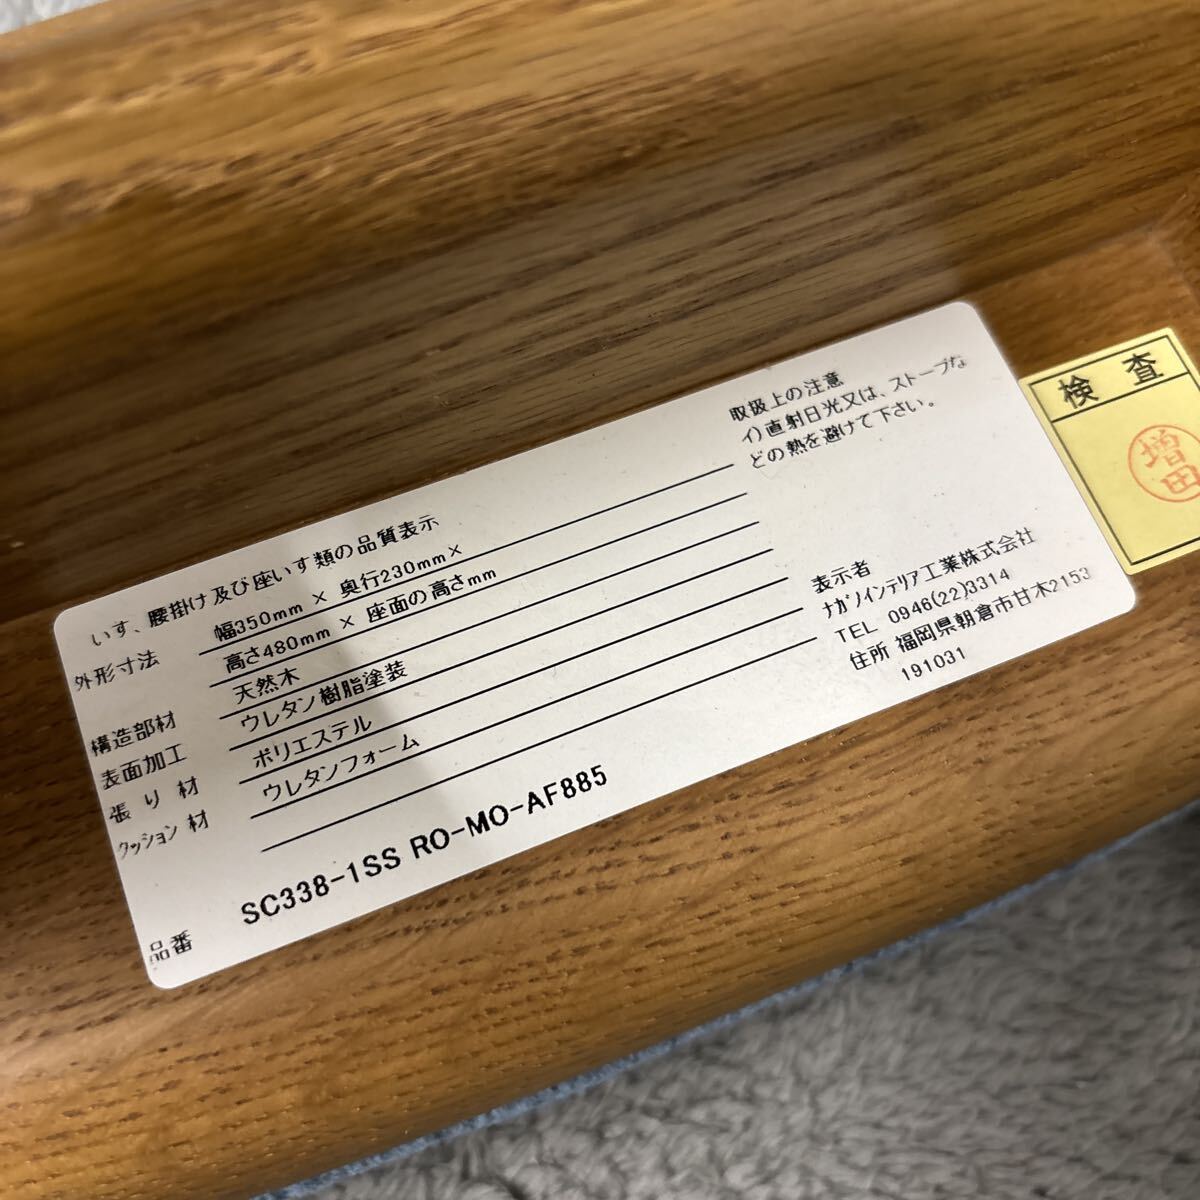 いす、腰掛け及び座いす類の品質表示
外形寸法 幅350mm × 奥行230mm×
高さ480mm × 座面の高さmm
構造部材 天然木
表面加工 ウレタン樹脂塗装
張り材 ポリエステル
クッション材 ウレタンフォーム
品番 SC338-1SS RO-MO-AF885
取扱上の注意
イ)直射日光又は、ストーブな
どの熱を避けて下さい。
表示者
ナガノインテリア工業株式会社
TEL 0946(22)3314
住所 福岡県朝倉市甘木2153
191031
検査
増田